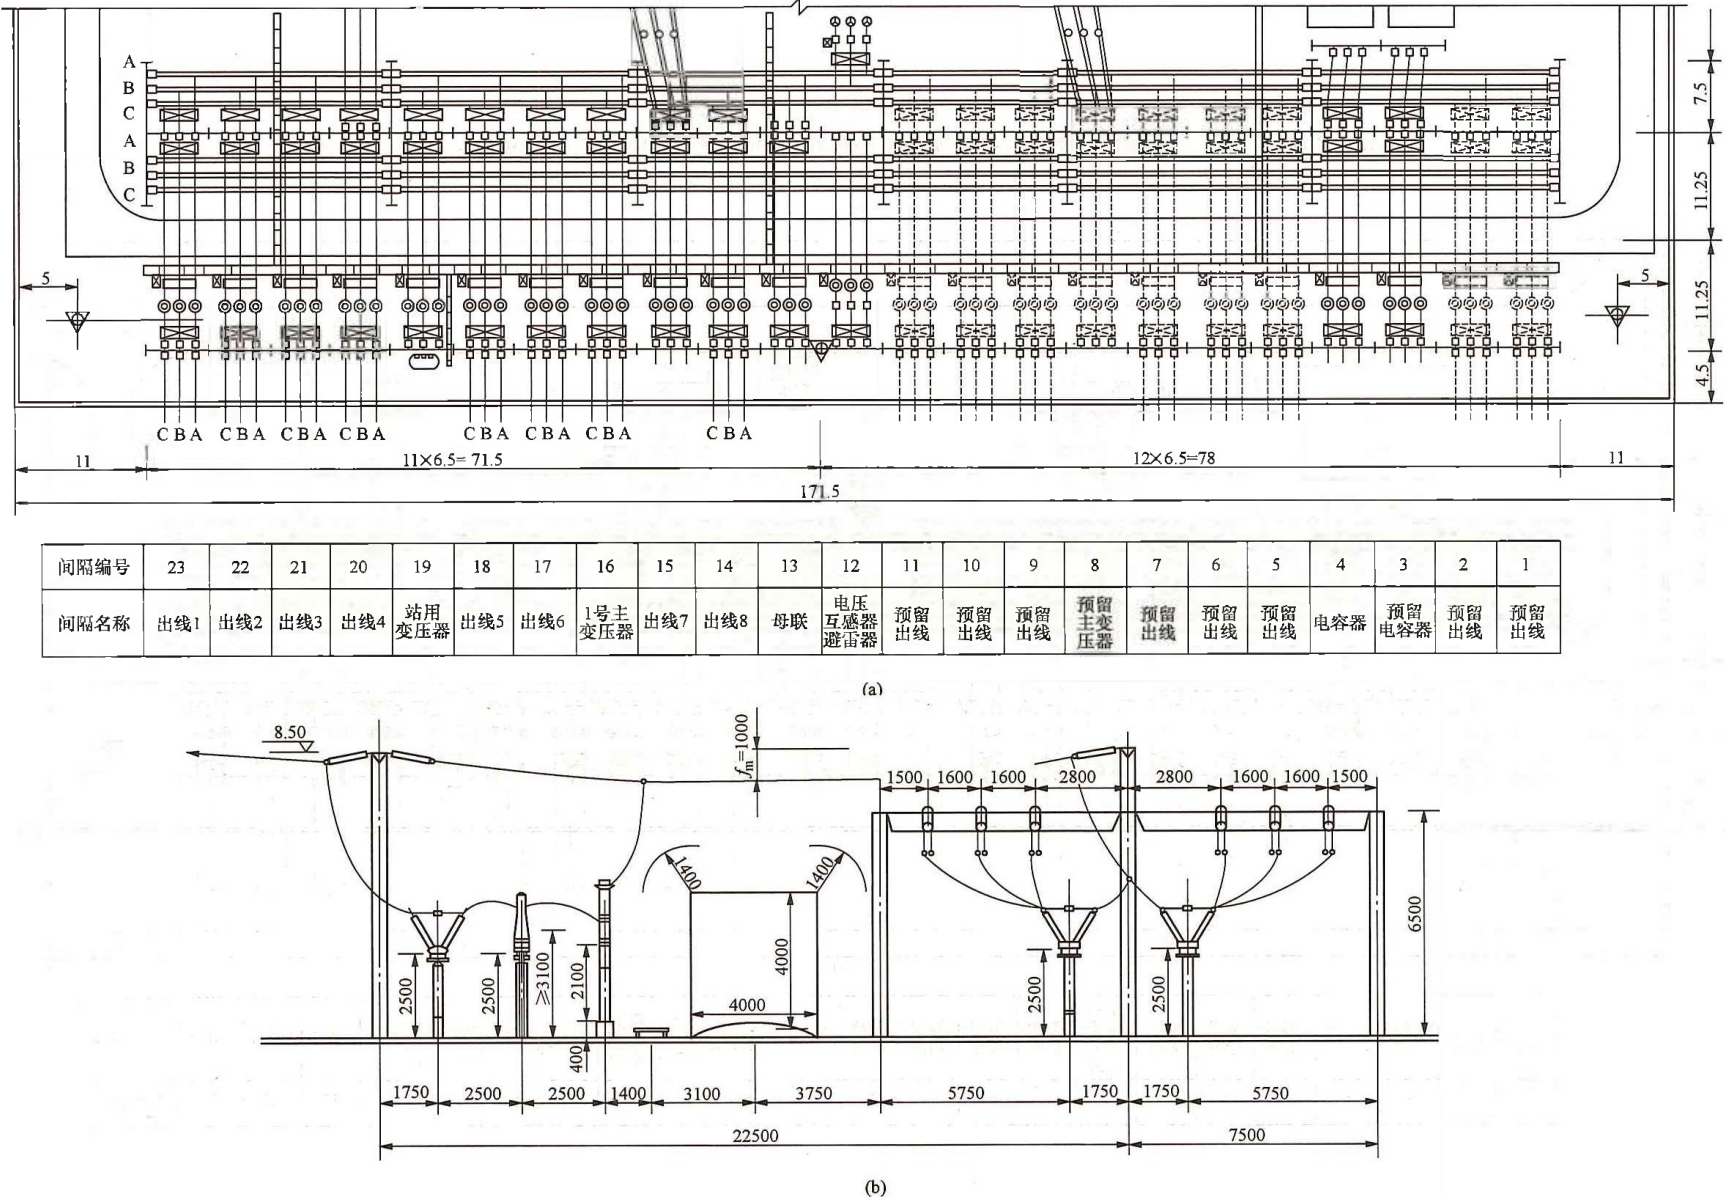 A
B
C
A
B
C
7.5
11.25
11.25
4.5
5
5
C B A
C B A
C B A
C B A
C B A
C B A
C B A
C B A
11
11×6.5=71.5
12×6.5=78
11
171.5
间隔编号 23 22 21 20 19 18 17 16 15 14 13 12 11 10 9 8 7 6 5 4 3 2 1
间隔名称 出线1 出线2 出线3 出线4 站用变压器 出线5 出线6 1号主变压器 出线7 出线8 母联 电压互感器避雷器 预留出线 预留出线 预留出线 预留主变压器 预留出线 预留出线 预留出线 电容器 预留电容器 预留出线 预留出线
(a)
8.50
fm=1000
1500 1600 1600 2800 2800 1600 1600 1500
1400
1400
2500
2500
≥3100
2100
400
4000
4000
2500
2500
6500
1750 2500 2500 1400 3100 3750 5750 1750 1750 5750
22500 7500
(b)